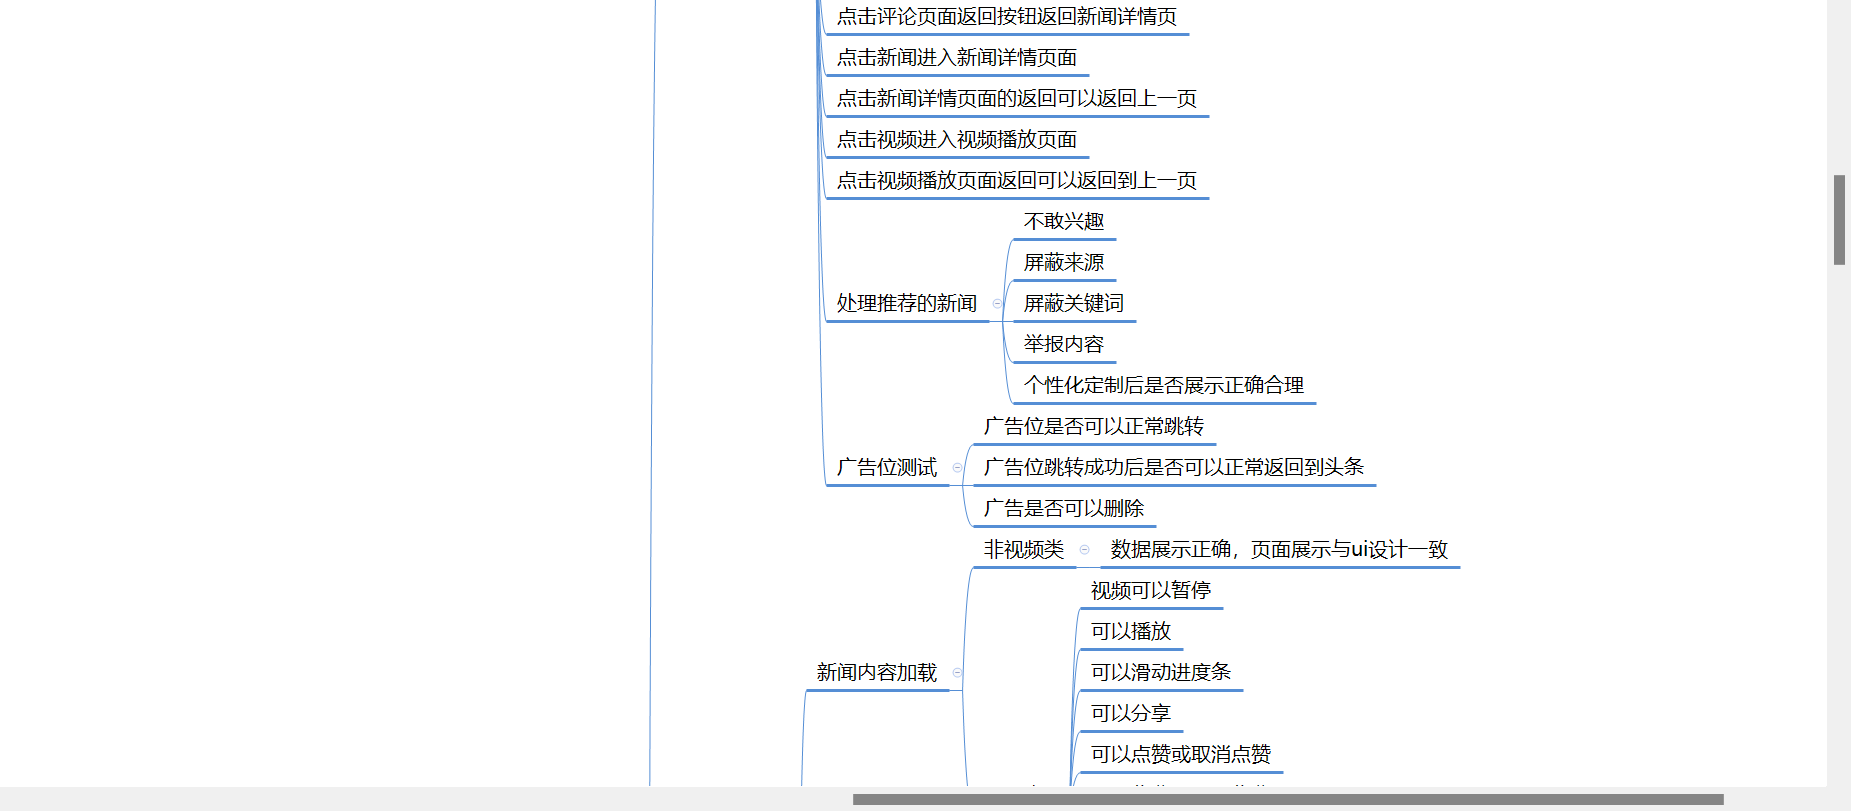 点击评论页面返回按钮返回新闻详情页
点击新闻进入新闻详情页面
点击新闻详情页面的返回可以返回上一页
点击视频进入视频播放页面
点击视频播放页面返回可以返回到上一页
处理推荐的新闻
不敢兴趣
屏蔽来源
屏蔽关键词
举报内容
个性化定制后是否展示正确合理
广告位测试
广告位是否可以正常跳转
广告位跳转成功后是否可以正常返回到头条
广告是否可以删除
新闻内容加载
非视频类
数据展示正确，页面展示与ui设计一致
视频可以暂停
可以播放
可以滑动进度条
可以分享
可以点赞或取消点赞